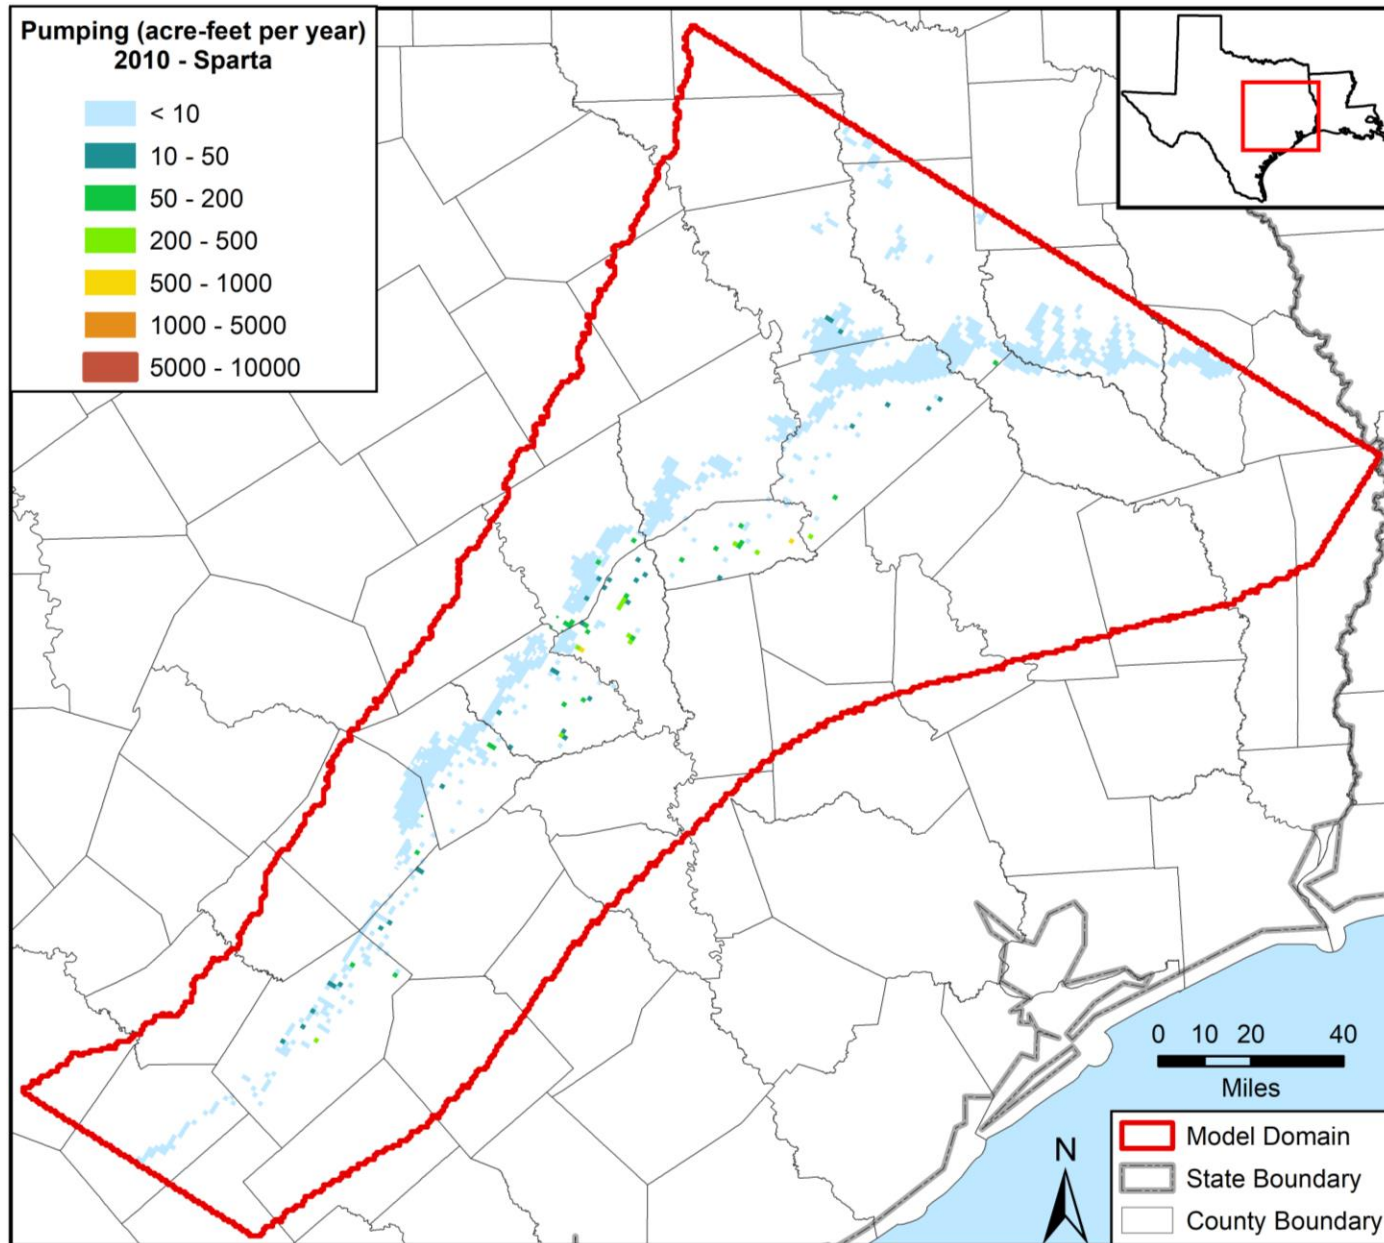 Pumping (acre-feet per year)
2010 - Sparta
< 10
10 - 50
50 - 200
200 - 500
500 - 1000
1000 - 5000
5000 - 10000
0 10 20 40
Miles
N
Model Domain
State Boundary
County Boundary